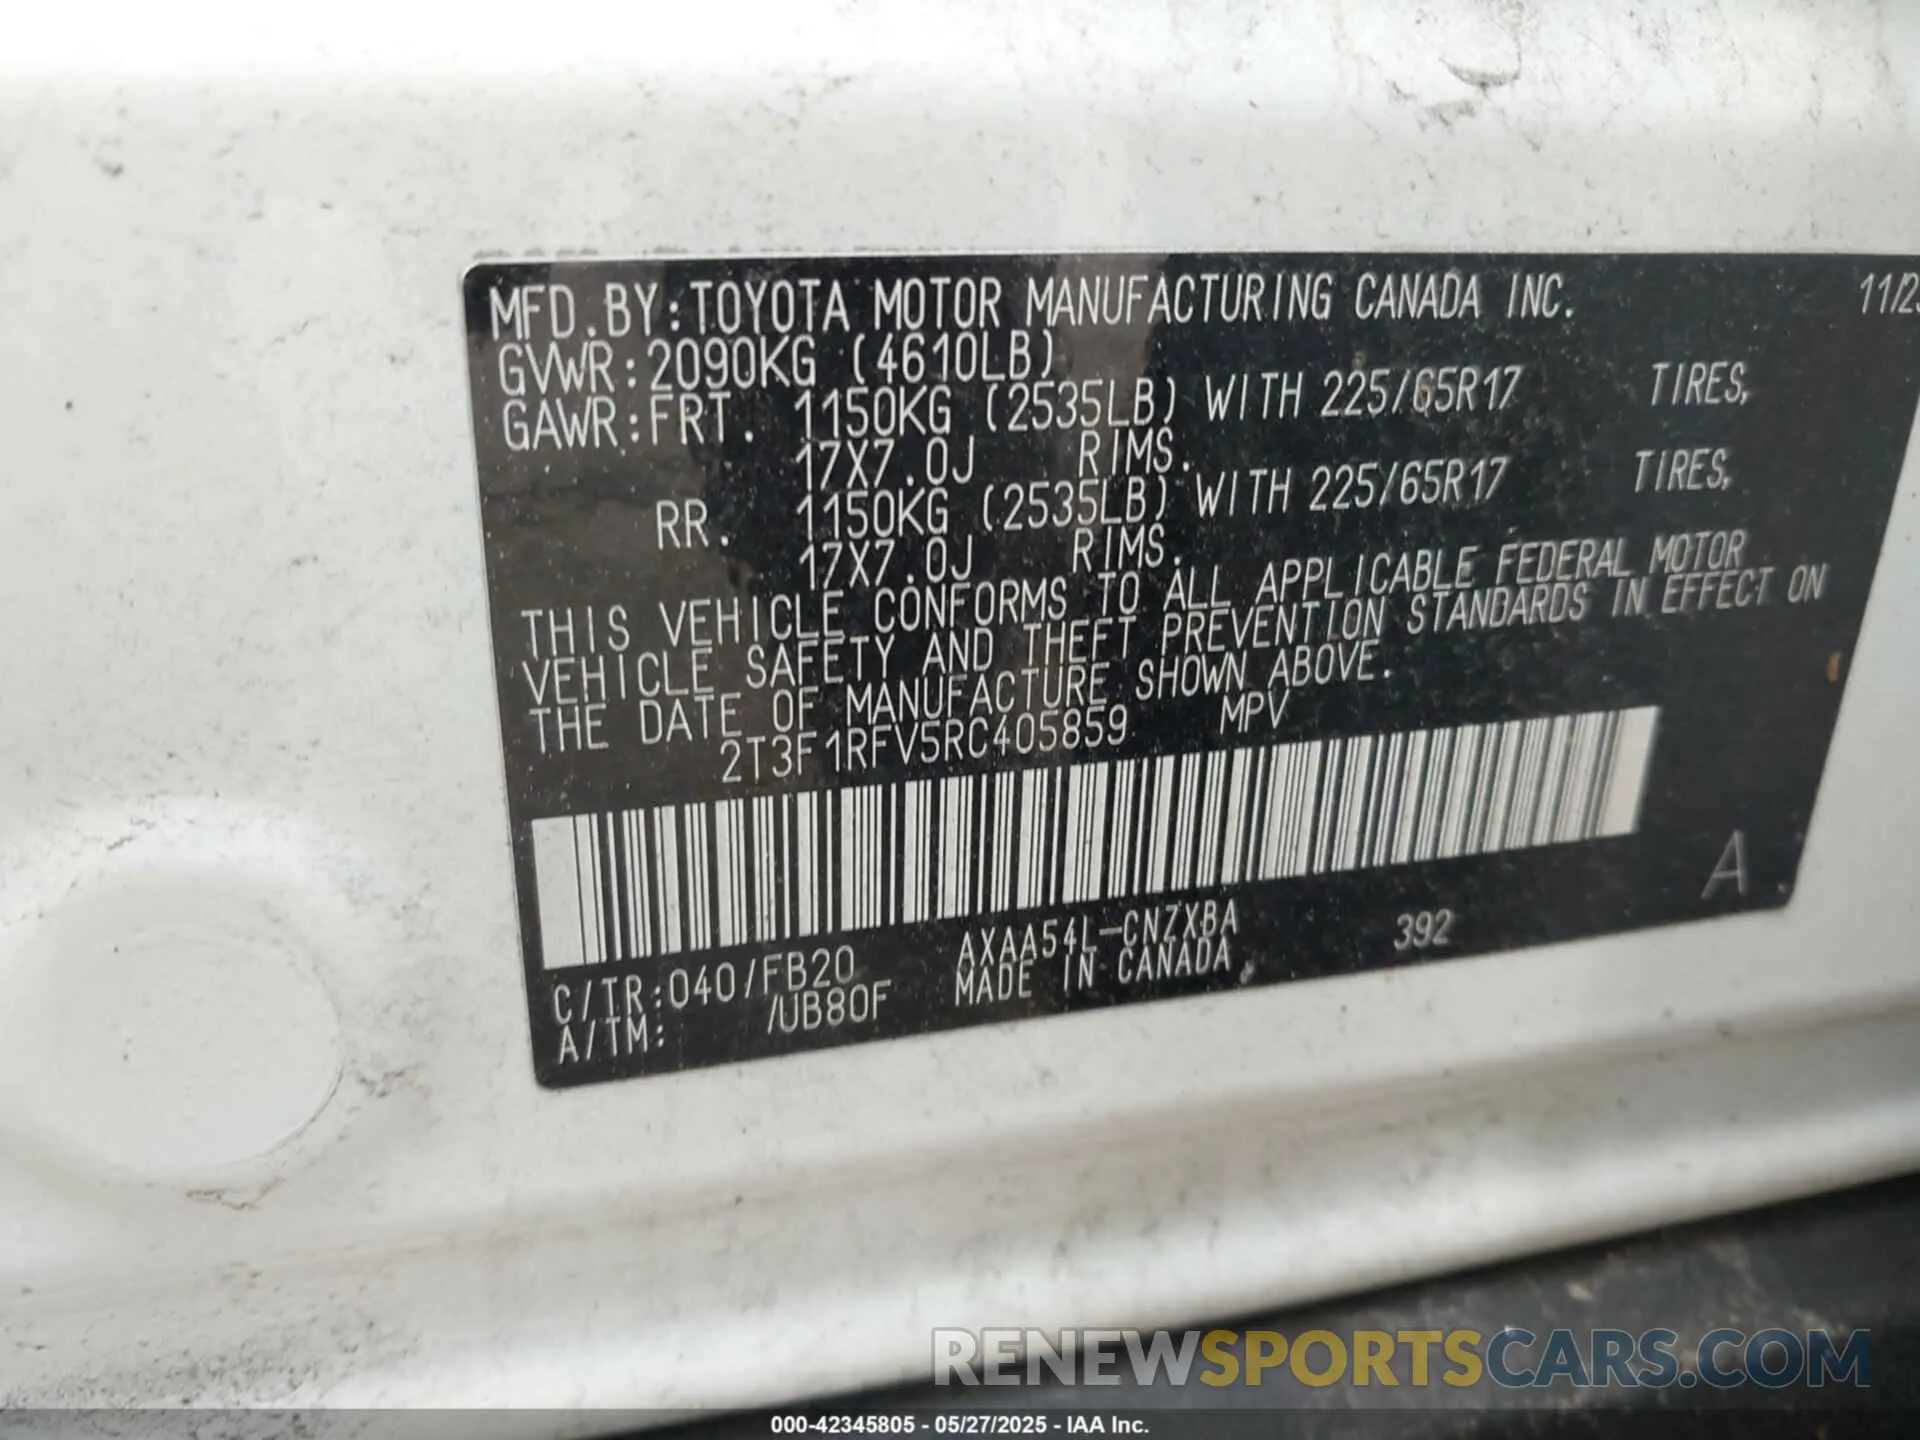 MFD.BY:TOYOTA MOTOR MANUFACTURING CANADA INC. 11/23
GVWR:2090KG (4610LB)
GAWR:FRT. 1150KG (2535LB) WITH 225/65R17 TIRES,
17X7.0J RIMS.
RR. 1150KG (2535LB) WITH 225/65R17 TIRES,
17X7.0J RIMS.
THIS VEHICLE CONFORMS TO ALL APPLICABLE FEDERAL MOTOR
VEHICLE SAFETY AND THEFT PREVENTION STANDARDS IN EFFECT ON
THE DATE OF MANUFACTURE SHOWN ABOVE.
2T3F1RFV5RC405859 MPV
A
C/TR:040/FB20 AXAA54L-CNZXBA 392
A/TM: /UB80F MADE IN CANADA
RENEWSPORTSCARS.COM
000-42345805 - 05/27/2025 - IAA Inc.